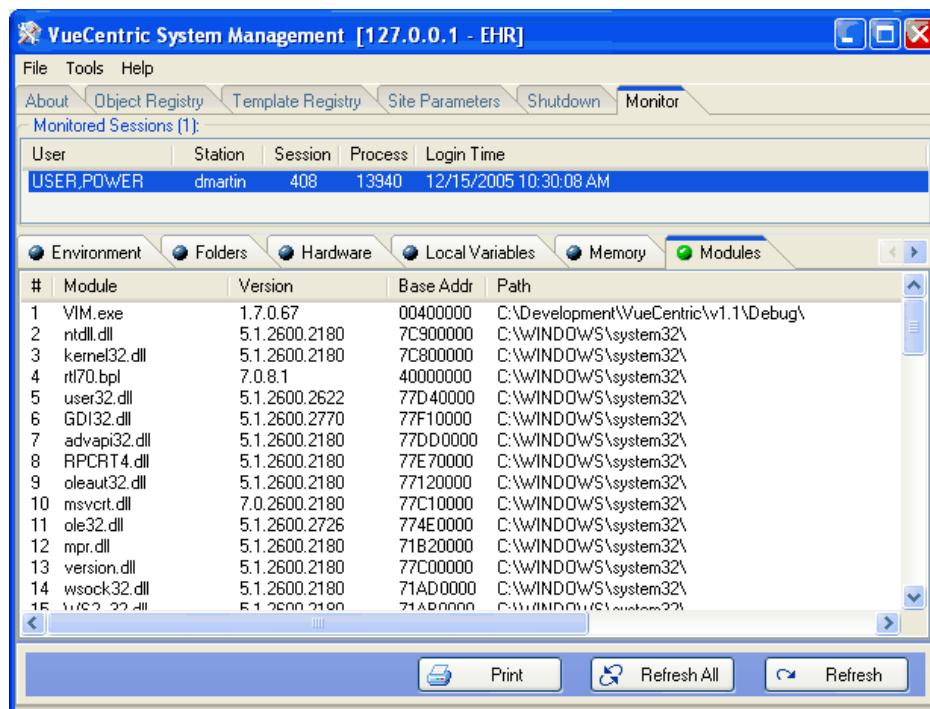 VueCentric System Management [127.0.0.1 - EHR]
File Tools Help
About Object Registry Template Registry Site Parameters Shutdown Monitor
Monitored Sessions (1):
User Station Session Process Login Time
USER,POWER dmartin 408 13940 12/15/2005 10:30:08 AM
Environment Folders Hardware Local Variables Memory Modules
# Module Version Base Addr Path
1 VIM.exe 1.7.0.67 00400000 C:\Development\VueCentric\v1.1\Debug\
2 ntdll.dll 5.1.2600.2180 7C900000 C:\WINDOWS\system32\
3 kernel32.dll 5.1.2600.2180 7C800000 C:\WINDOWS\system32\
4 rtl70.bpl 7.0.8.1 40000000 C:\WINDOWS\system32\
5 user32.dll 5.1.2600.2622 77D40000 C:\WINDOWS\system32\
6 GDI32.dll 5.1.2600.2770 77F10000 C:\WINDOWS\system32\
7 advapi32.dll 5.1.2600.2180 77DD0000 C:\WINDOWS\system32\
8 RPCRT4.dll 5.1.2600.2180 77E70000 C:\WINDOWS\system32\
9 oleaut32.dll 5.1.2600.2180 77120000 C:\WINDOWS\system32\
10 msvcrt.dll 7.0.2600.2180 77C10000 C:\WINDOWS\system32\
11 ole32.dll 5.1.2600.2726 774E0000 C:\WINDOWS\system32\
12 mpr.dll 5.1.2600.2180 71B20000 C:\WINDOWS\system32\
13 version.dll 5.1.2600.2180 77C00000 C:\WINDOWS\system32\
14 wsock32.dll 5.1.2600.2180 71AD0000 C:\WINDOWS\system32\
15 WS2_32.dll 5.1.2600.2180 71AB0000 C:\WINDOWS\system32\
Print Refresh All Refresh